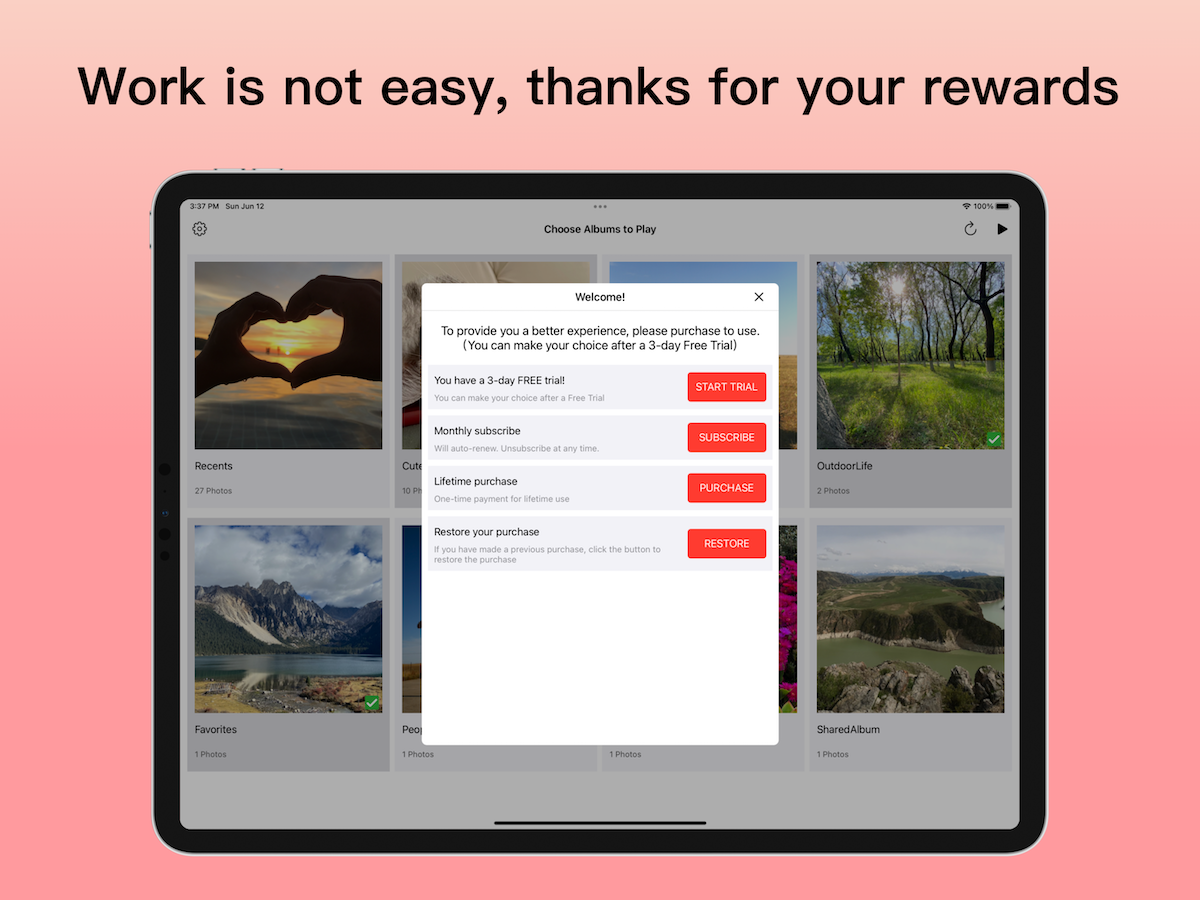 Work is not easy, thanks for your rewards
3:37 PM Sun Jun 12
100%
Choose Albums to Play
Welcome!
To provide you a better experience, please purchase to use.
(You can make your choice after a 3-day Free Trial)
You have a 3-day FREE trial!
You can make your choice after a Free Trial
START TRIAL
Monthly subscribe
Will auto-renew. Unsubscribe at any time.
SUBSCRIBE
Lifetime purchase
One-time payment for lifetime use
PURCHASE
Restore your purchase
If you have made a previous purchase, click the button to
restore the purchase
RESTORE
Recents
27 Photos
Cute
10 Ph
OutdoorLife
2 Photos
Favorites
1 Photos
1 Photos
1 Photos
SharedAlbum
1 Photos